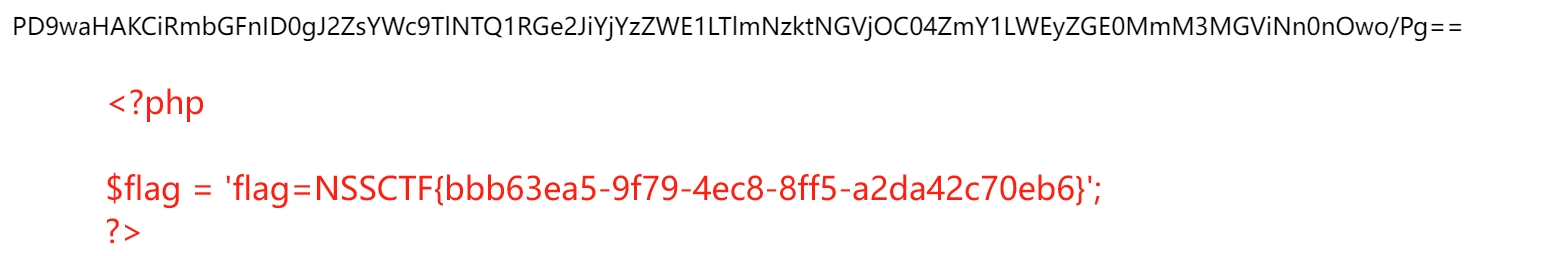 PD9waHAKCiRmbGFnID0gJ2ZsYWc9TlNTQ1RGe2JiYjYzZWE1LTlmNzktNGVjOC04ZmY1LWEyZGE0MmM3MGViNn0nOwo/Pg==
<?php
$flag = 'flag=NSSCTF{bbb63ea5-9f79-4ec8-8ff5-a2da42c70eb6}';
?>